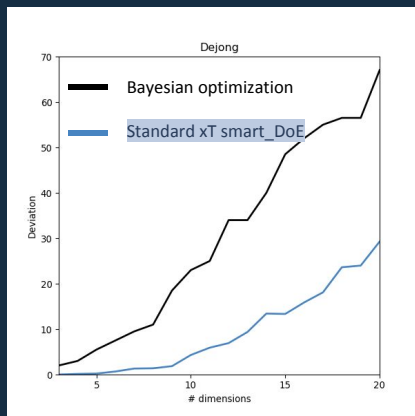 Dejong
70
Bayesian optimization
60
Standard xT smart_DoE
50
40
30
20
10
0
Deviation
5
10
15
20
# dimensions